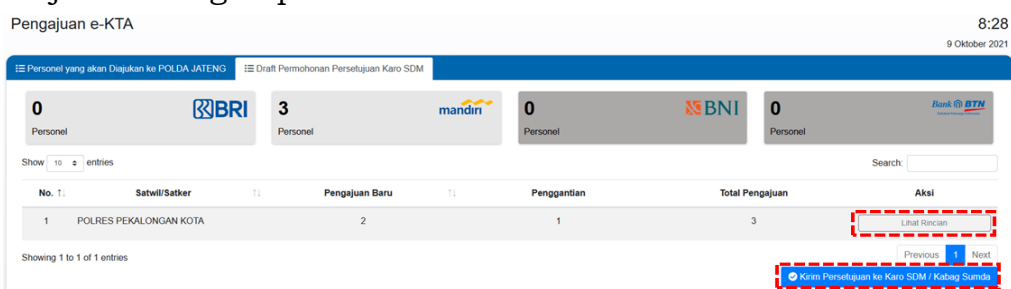 Pengajuan e-KTA
8:28
9 Oktober 2021
Personel yang akan Diajukan ke POLDA JATENG
Draft Permohonan Persetujuan Karo SDM
0
BRI
Personel
3
mandiri
Personel
0
BNI
Personel
0
Bank BTN
Personel
Show 10 entries
Search:
No. Satwil/Satker Pengajuan Baru Penggantian Total Pengajuan Aksi
1 POLRES PEKALONGAN KOTA 2 1 3 Lihat Rincian
Showing 1 to 1 of 1 entries
Previous 1 Next
Kirim Persetujuan ke Karo SDM / Kabag Sumda